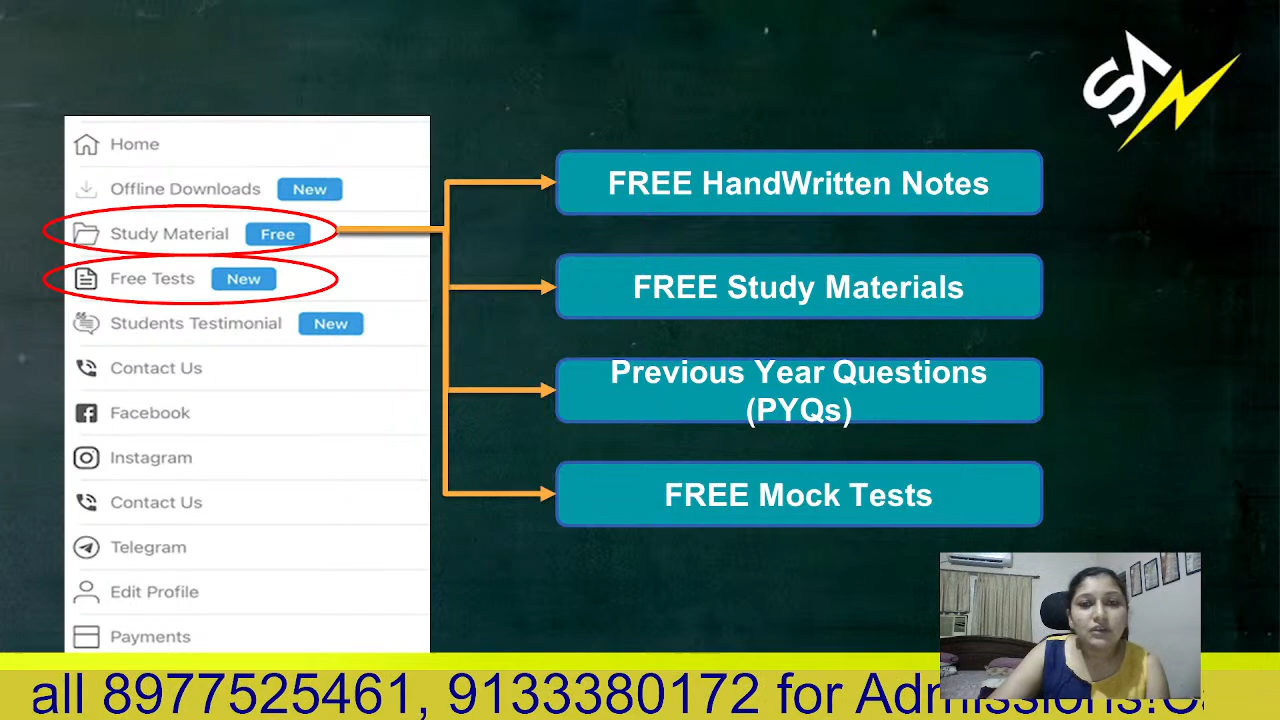 SAN
Home
Offline Downloads New
Study Material Free
Free Tests New
Students Testimonial New
Contact Us
Facebook
Instagram
Contact Us
Telegram
Edit Profile
Payments
FREE HandWritten Notes
FREE Study Materials
Previous Year Questions
(PYQs)
FREE Mock Tests
all 8977525461, 9133380172 for Admissions!Ca